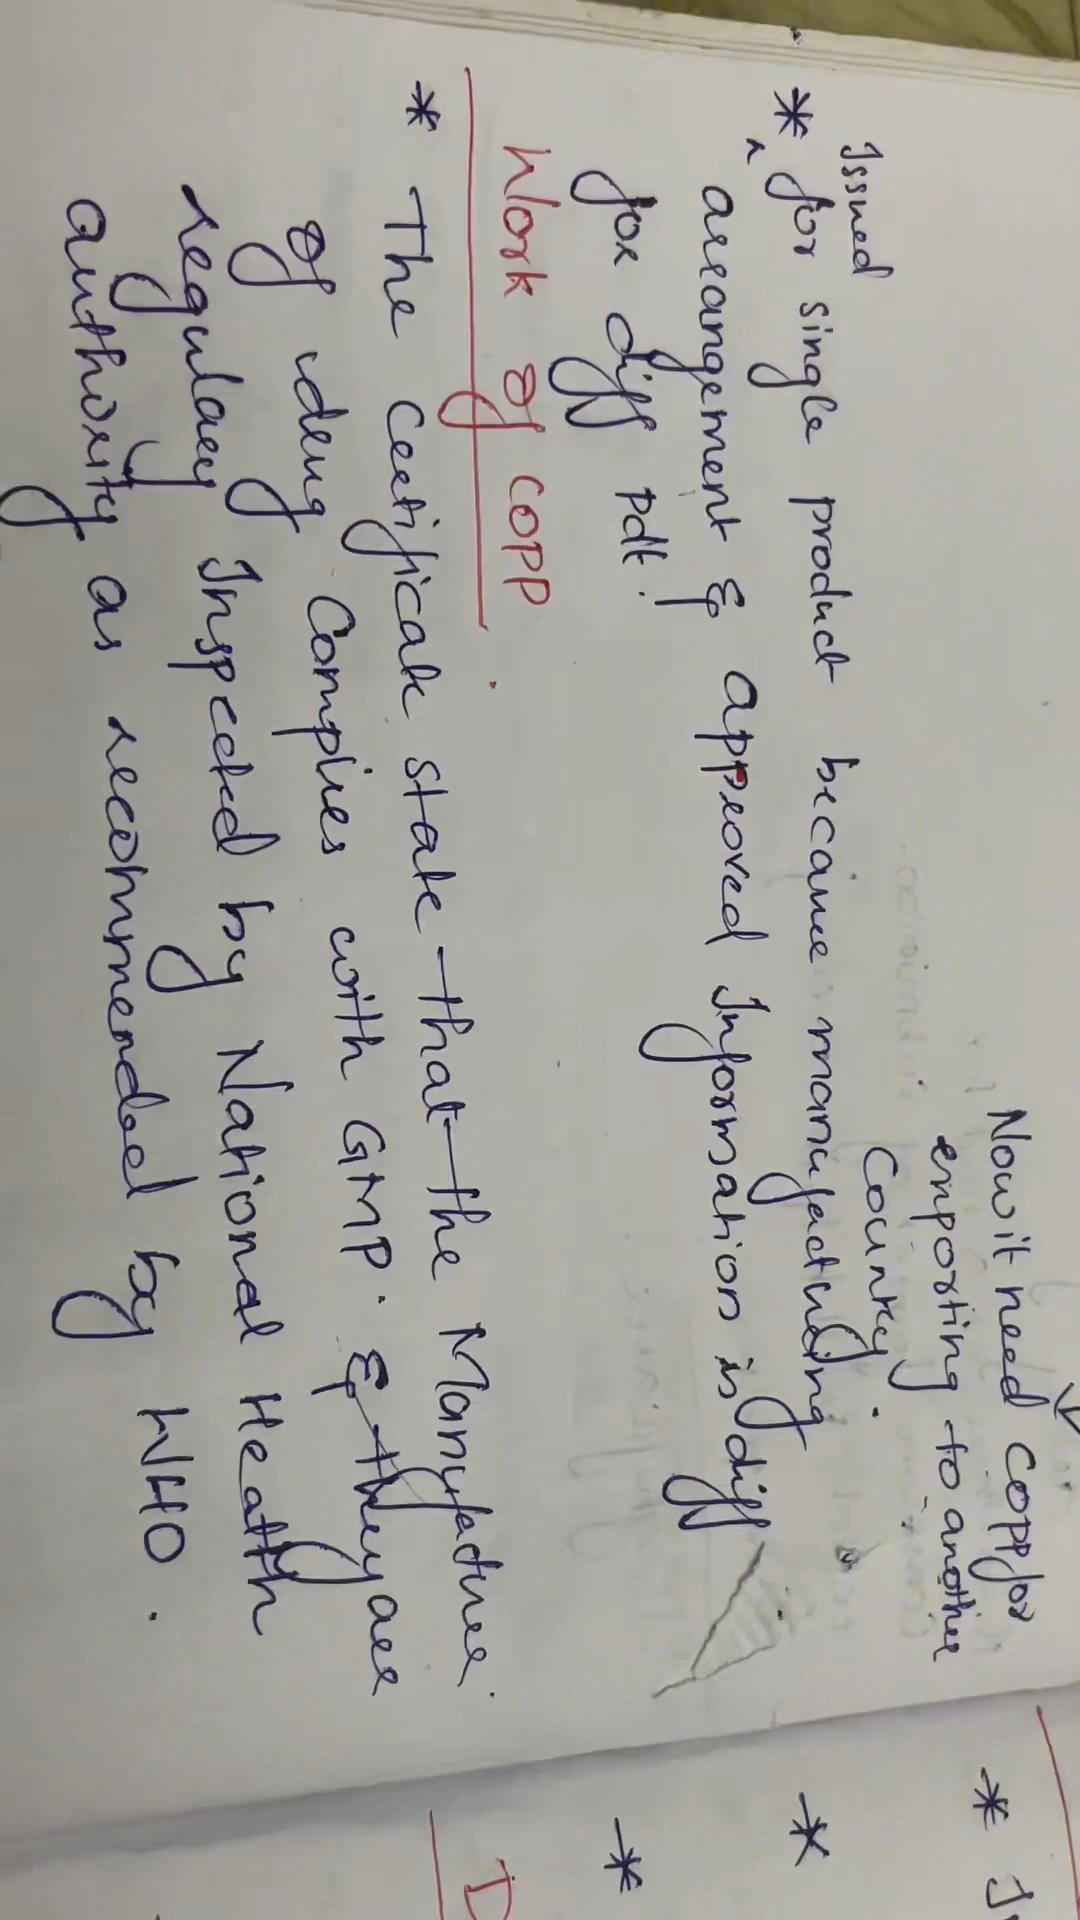 Now it need COPP for
exporting to another
Country.
Issued
* ^ for single product became manufacturing
arrangement & approved Information is diff
for diff pdt.
Work of COPP
* The Certificate state that the Manufacture
of drug Complies with GMP. & they are
regulary Inspected by National Heath
authority as recommended by WHO.
*
*
*